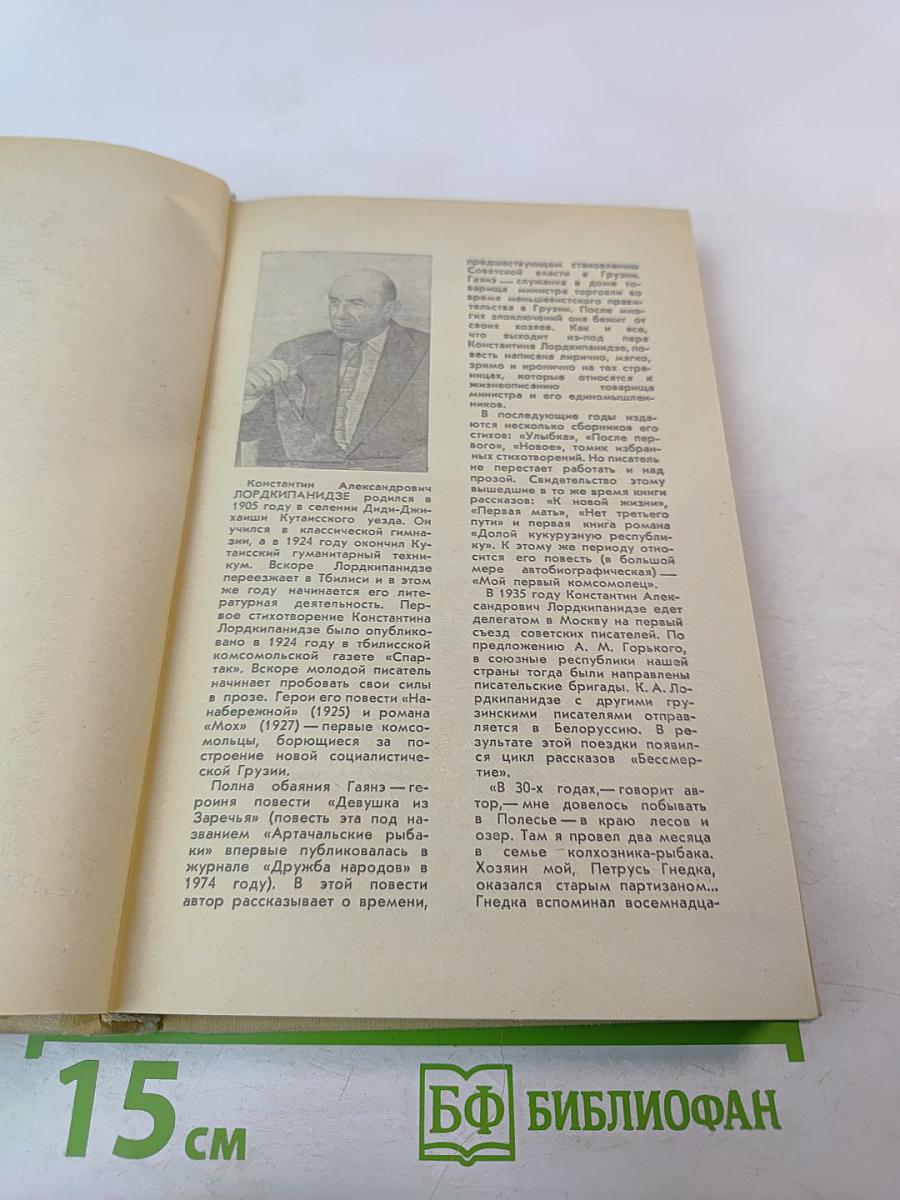 Константин Александрович
ЛОРДКИПАНИДЗЕ родился в
1905 году в селении Диди-Джи-
хаиши Кутаисского уезда. Он
учился в классической гимна-
зии, а в 1924 году окончил Ку-
таисский гуманитарный техни-
кум. Вскоре Лордкипанидзе
переезжает в Тбилиси и в этом
же году начинается его лите-
ратурная деятельность. Пер-
вое стихотворение Константина
Лордкипанидзе было опублико-
вано в 1924 году в тбилисской
комсомольской газете «Спар-
так». Вскоре молодой писатель
начинает пробовать свои силы
в прозе. Герои его повести «На-
набережной» (1925) и романа
«Мох» (1927) — первые комсо-
мольцы, борющиеся за по-
строение новой социалистиче-
ской Грузии.
Полна обаяния Гаянэ — ге-
роиня повести «Девушка из
Заречья» (повесть эта под на-
званием «Артачальские рыба-
ки» впервые публиковалась в
журнале «Дружба народов» в
1974 году). В этой повести
автор рассказывает о времени,
предшествующем становлению
Советской власти в Грузии.
Гаянэ — служанка в доме то-
варища министра торговли во
время меньшевистского прави-
тельства в Грузии. После мно-
гих злоключений она бежит от
своих хозяев. Как и все,
что выходит из-под пера
Константина Лордкипанидзе, по-
весть написана лирично, мягко,
зримо и иронично на тех стра-
ницах, которые относятся к
жизнеописанию товарища
министра и его единомышлен-
ников.
В последующие годы изда-
ются несколько сборников его
стихов: «Улыбка», «После пер-
вого», «Новое», томик избран-
ных стихотворений. Но писатель
не перестает работать и над
прозой. Свидетельство этому
вышедшие в то же время книги
рассказов: «К новой жизни»,
«Первая мать», «Нет третьего
пути» и первая книга романа
«Долой кукурузную республи-
ку». К этому же периоду отно-
сится его повесть (в большой
мере автобиографическая) —
«Мой первый комсомолец».
В 1935 году Константин Алек-
сандрович Лордкипанидзе едет
делегатом в Москву на первый
съезд советских писателей. По
предложению А. М. Горького,
в союзные республики нашей
страны тогда были направлены
писательские бригады. К. А. Ло-
рдкипанидзе с другими гру-
зинскими писателями отправ-
ляется в Белоруссию. В ре-
зультате этой поездки появил-
ся цикл рассказов «Бессмер-
тие».
«В 30-х годах,— говорит ав-
тор,— мне довелось побывать
в Полесье — в краю лесов и
озер. Там я провел два месяца
в семье колхозника-рыбака.
Хозяин мой, Петрусь Гнедка,
оказался старым партизаном...
Гнедка вспоминал восемнадца-
15 см
БФ БИБЛИОФАН